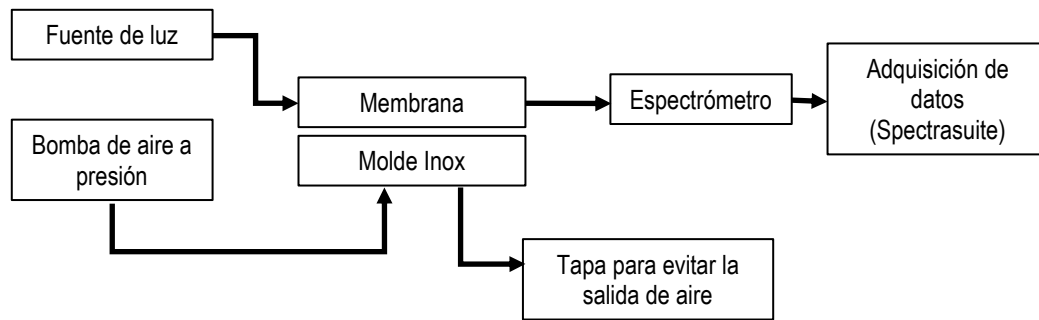 Fuente de luz
Membrana
Espectrómetro
Adquisición de
datos
(Spectrasuite)
Bomba de aire a
presión
Molde Inox
Tapa para evitar la
salida de aire